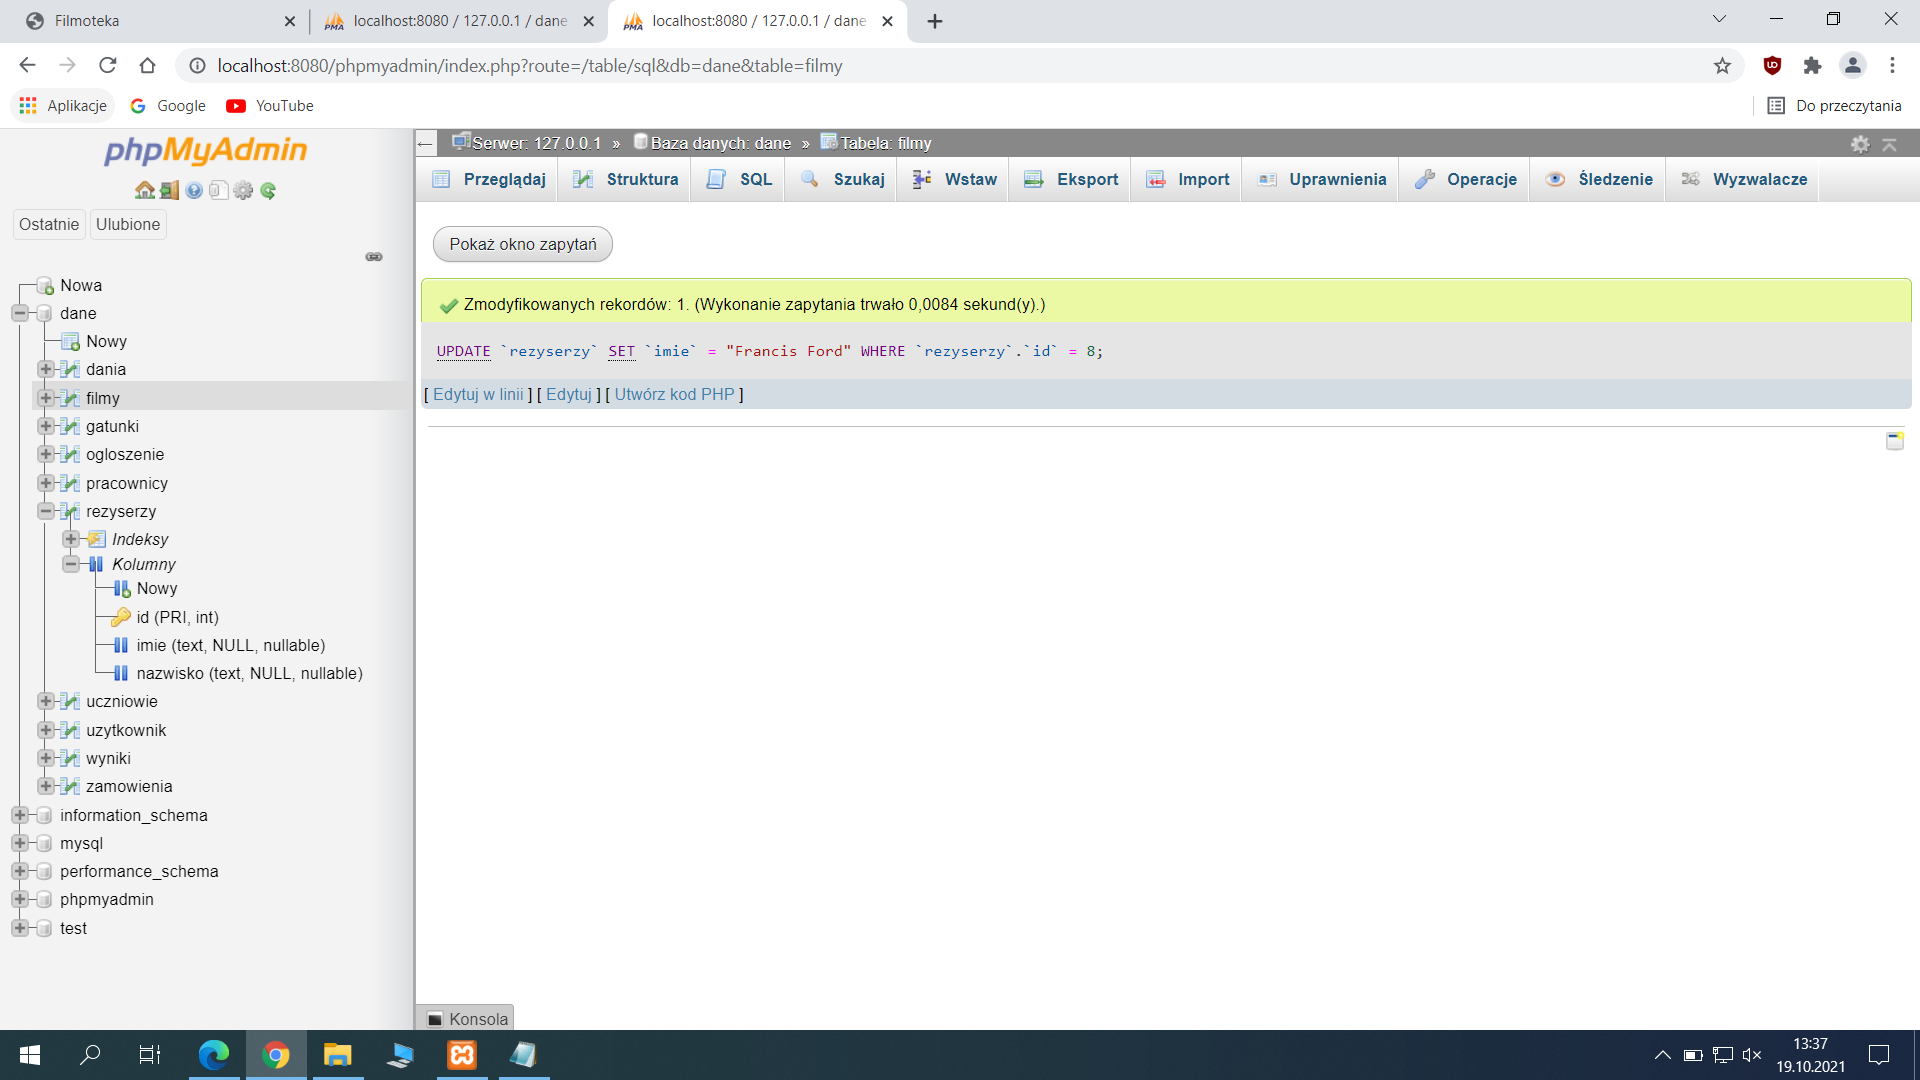 Filmoteka
localhost:8080 / 127.0.0.1 / dane
localhost:8080 / 127.0.0.1 / dane
localhost:8080/phpmyadmin/index.php?route=/table/sql&db=dane&table=filmy
Aplikacje
Google
YouTube
Do przeczytania
phpMyAdmin
Ostatnie
Ulubione
Nowa
dane
Nowy
dania
filmy
gatunki
ogloszenie
pracownicy
rezyserzy
Indeksy
Kolumny
Nowy
id (PRI, int)
imie (text, NULL, nullable)
nazwisko (text, NULL, nullable)
uczniowie
uzytkownik
wyniki
zamowienia
information_schema
mysql
performance_schema
phpmyadmin
test
Serwer: 127.0.0.1 » Baza danych: dane » Tabela: filmy
Przeglądaj
Struktura
SQL
Szukaj
Wstaw
Eksport
Import
Uprawnienia
Operacje
Śledzenie
Wyzwalacze
Pokaż okno zapytań
Zmodyfikowanych rekordów: 1. (Wykonanie zapytania trwało 0,0084 sekund(y).)
UPDATE `rezyserzy` SET `imie` = "Francis Ford" WHERE `rezyserzy`.`id` = 8;
[ Edytuj w linii ] [ Edytuj ] [ Utwórz kod PHP ]
Konsola
13:37
19.10.2021